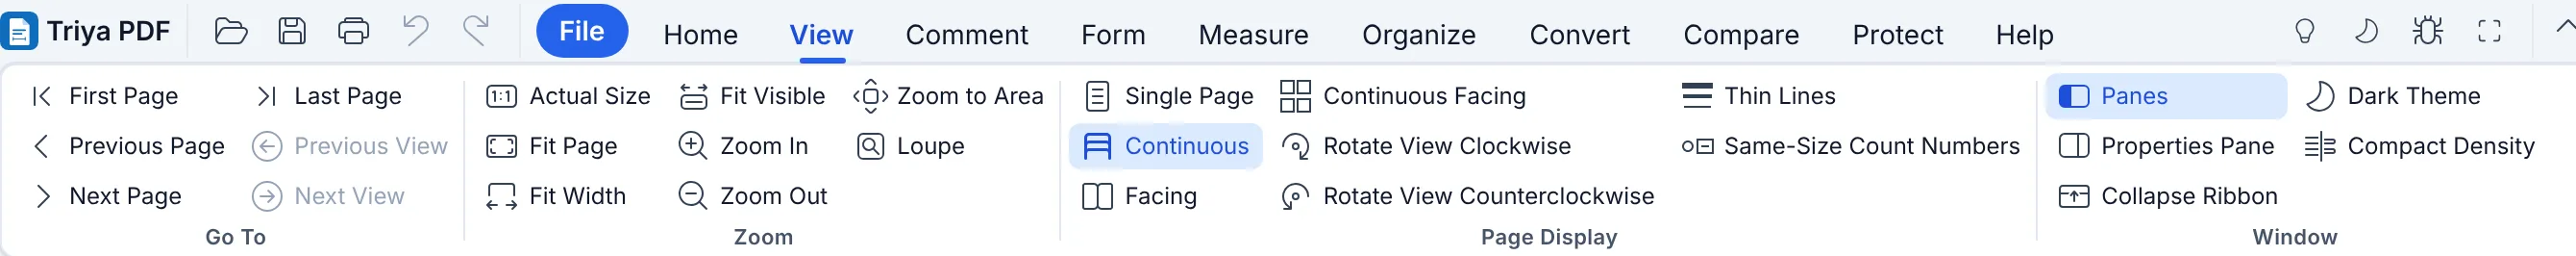 Triya PDF
File Home View Comment Form Measure Organize Convert Compare Protect Help
First Page Last Page 1:1 Actual Size Fit Visible Zoom to Area Single Page Continuous Facing Thin Lines Panes Dark Theme
Previous Page Previous View Fit Page Zoom In Loupe Continuous Rotate View Clockwise Same-Size Count Numbers Properties Pane Compact Density
Next Page Next View Fit Width Zoom Out Facing Rotate View Counterclockwise Collapse Ribbon
Go To Zoom Page Display Window